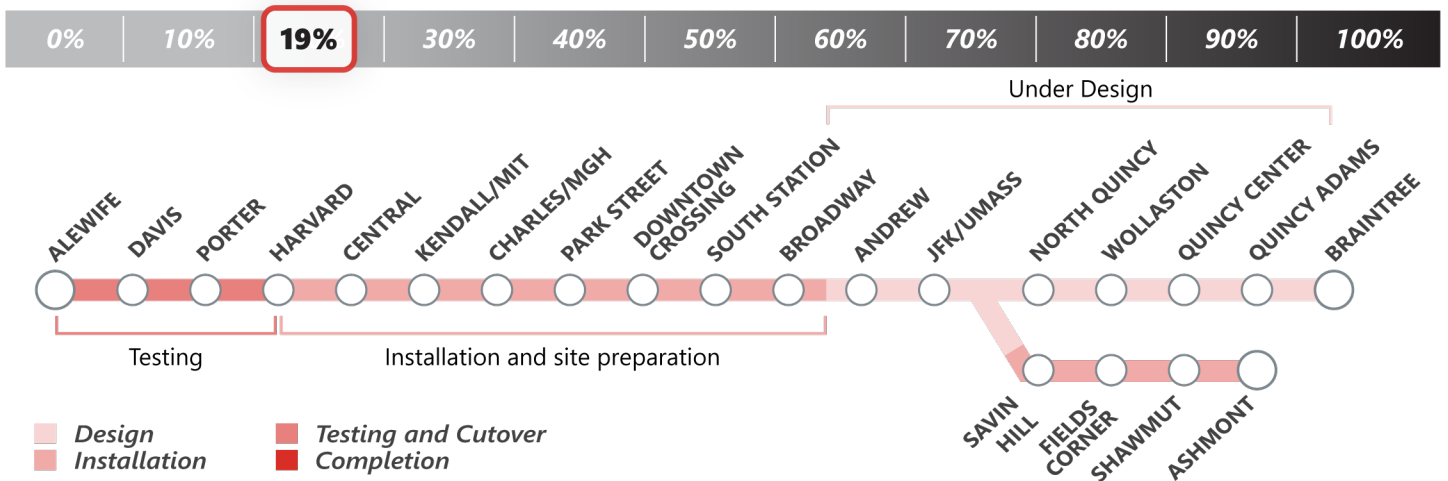 0% 10% 19% 30% 40% 50% 60% 70% 80% 90% 100%
Under Design
ALEWIFE
DAVIS
PORTER
HARVARD
CENTRAL
KENDALL/MIT
CHARLES/MGH
PARK STREET
DOWNTOWN
CROSSING
SOUTH STATION
BROADWAY
ANDREW
JFK/UMASS
NORTH QUINCY
WOLLASTON
QUINCY CENTER
QUINCY ADAMS
BRAINTREE
Testing
Installation and site preparation
SAVIN
HILL
FIELDS
CORNER
SHAWMUT
ASHMONT
Design
Installation
Testing and Cutover
Completion